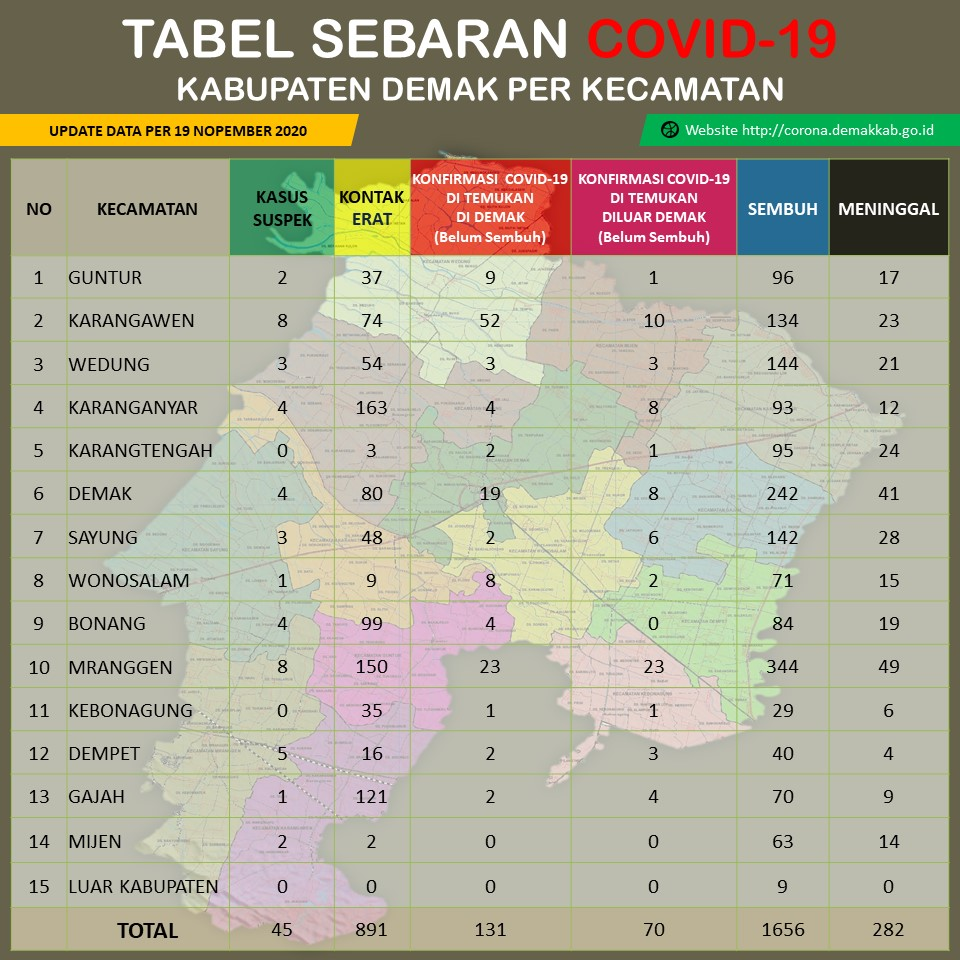 TABEL SEBARAN COVID-19
KABUPATEN DEMAK PER KECAMATAN
UPDATE DATA PER 19 NOPEMBER 2020
Website http://corona.demakkab.go.id
NO KECAMATAN KASUS SUSPEK KONTAK ERAT KONFIRMASI COVID-19 DI TEMUKAN DI DEMAK (Belum Sembuh) KONFIRMASI COVID-19 DI TEMUKAN DILUAR DEMAK (Belum Sembuh) SEMBUH MENINGGAL
1 GUNTUR 2 37 9 1 96 17
2 KARANGAWEN 8 74 52 10 134 23
3 WEDUNG 3 54 3 3 144 21
4 KARANGANYAR 4 163 4 8 93 12
5 KARANGTENGAH 0 3 2 1 95 24
6 DEMAK 4 80 19 8 242 41
7 SAYUNG 3 48 2 6 142 28
8 WONOSALAM 1 9 8 2 71 15
9 BONANG 4 99 4 0 84 19
10 MRANGGEN 8 150 23 23 344 49
11 KEBONAGUNG 0 35 1 1 29 6
12 DEMPET 5 16 2 3 40 4
13 GAJAH 1 121 2 4 70 9
14 MIJEN 2 2 0 0 63 14
15 LUAR KABUPATEN 0 0 0 0 9 0
TOTAL 45 891 131 70 1656 282